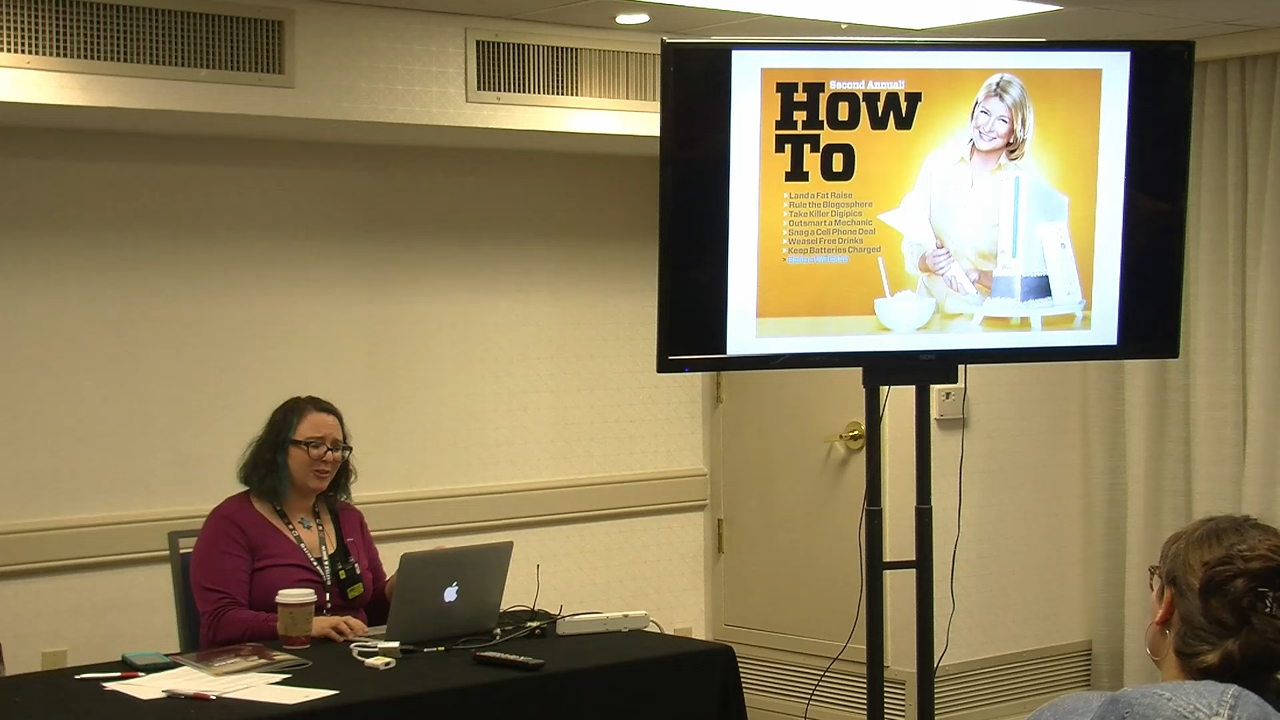 Second Annual!
How
To
Land a Fat Raise
Rule the Blogosphere
Take Killer Digipics
Outsmart a Mechanic
Snag a Cell Phone Deal
Weasel Free Drinks
Keep Batteries Charged